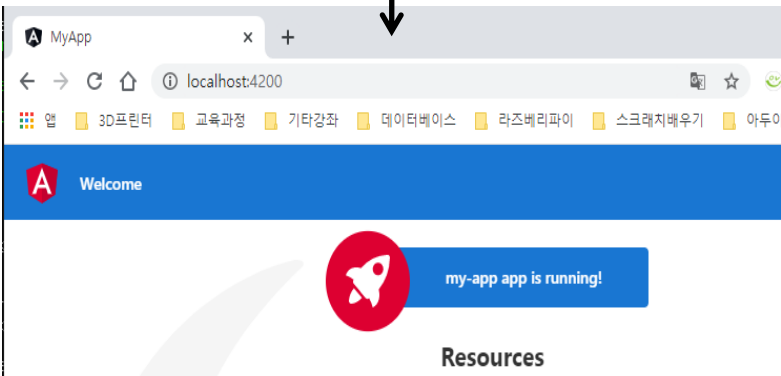 MyApp
localhost:4200
앱 3D프린터 교육과정 기타강좌 데이터베이스 라즈베리파이 스크래치배우기 아두이
A Welcome
my-app app is running!
Resources